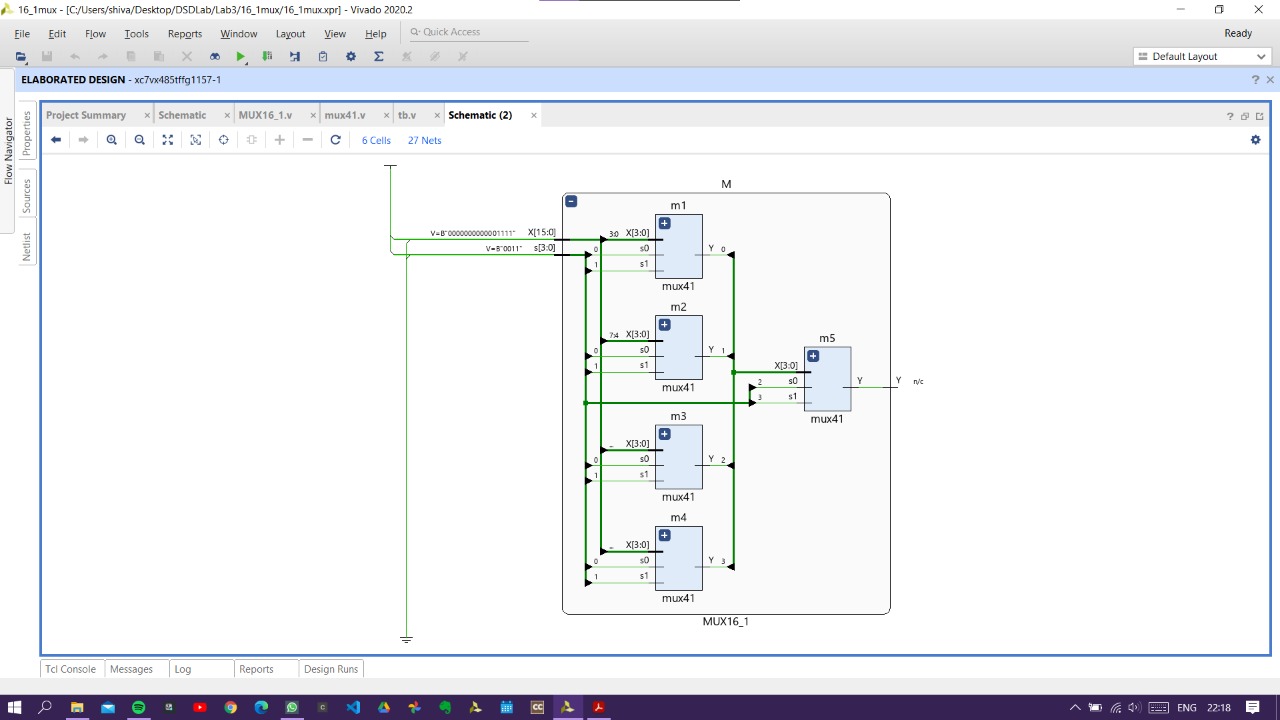 16_1mux - [C:/Users/shiva/Desktop/DSDLab/Lab3/16_1mux/16_1mux.xpr] - Vivado 2020.2
File Edit Flow Tools Reports Window Layout View Help Quick Access Ready
Default Layout
ELABORATED DESIGN - xc7vx485tffg1157-1
Flow Navigator
Properties
Sources
Netlist
Project Summary Schematic MUX16_1.v mux41.v tb.v Schematic (2)
6 Cells 27 Nets
M
m1
V=B"0000000000001111" X[15:0] 3:0 X[3:0]
V=B"0011" s[3:0] 0 s0 Y 0
1 s1
mux41
m2
7:4 X[3:0]
0 s0 Y 1
1 s1
mux41
m5
X[3:0]
2 s0 Y Y n/c
3 s1
mux41
m3
X[3:0]
0 s0 Y 2
1 s1
mux41
m4
X[3:0]
0 s0 Y 3
1 s1
mux41
MUX16_1
Tcl Console Messages Log Reports Design Runs
ENG 22:18